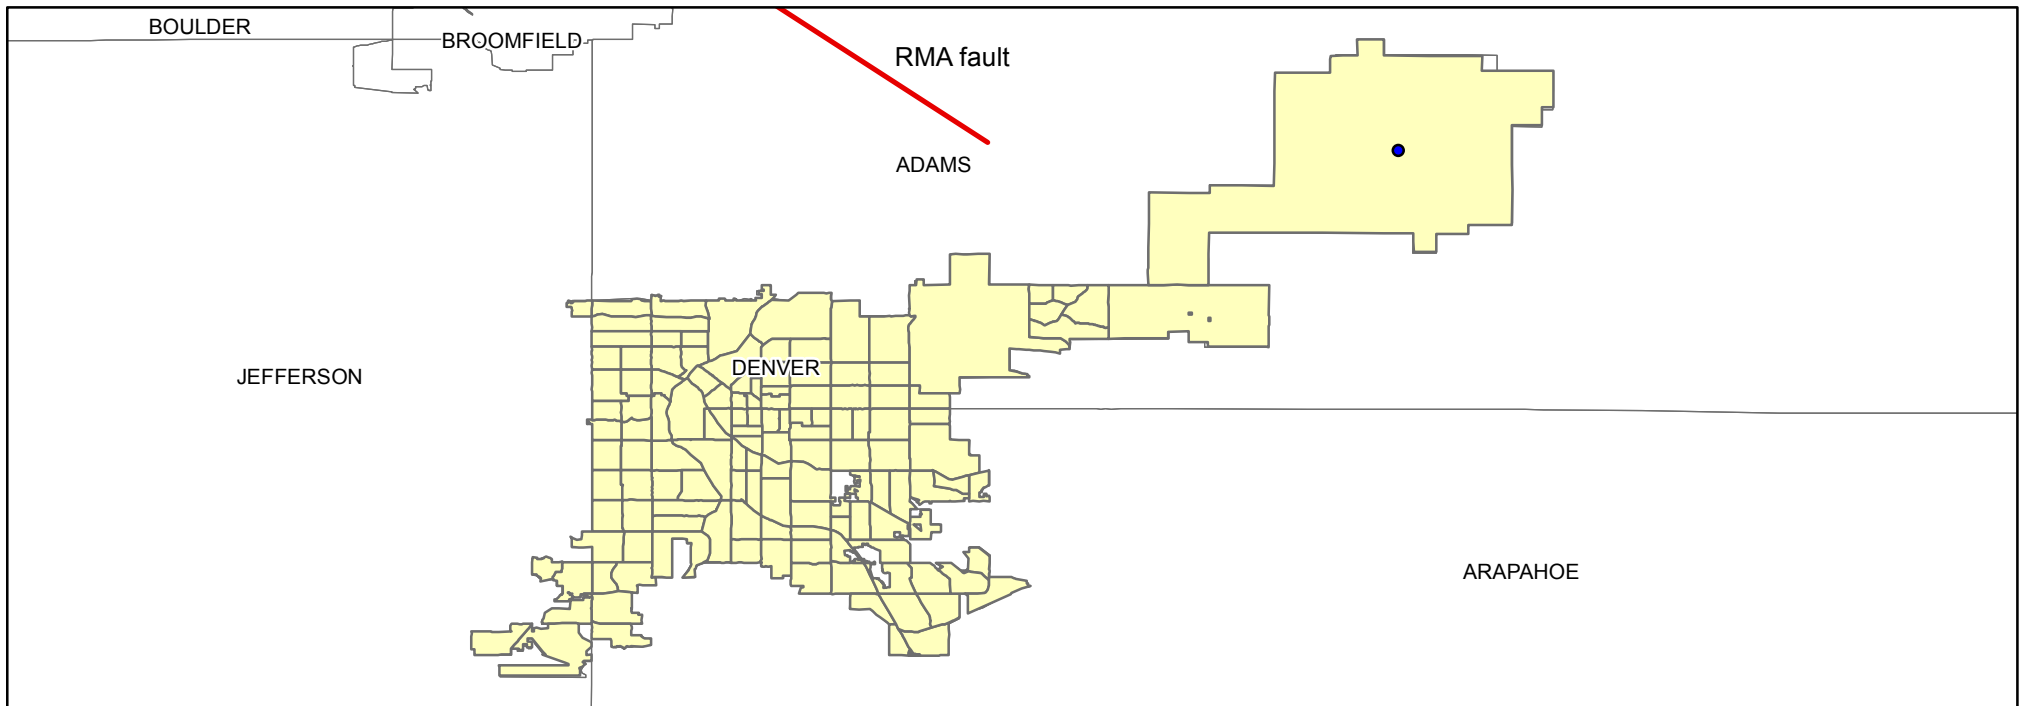 BOULDER
BROOMFIELD
RMA fault
ADAMS
DENVER
JEFFERSON
ARAPAHOE